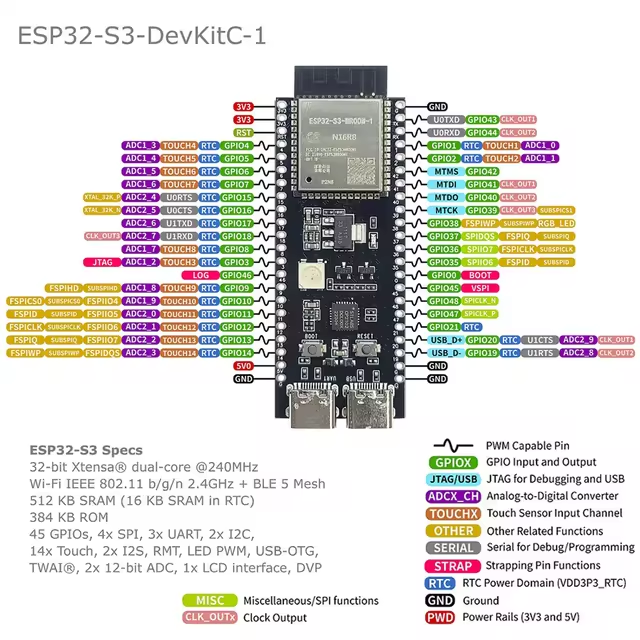 ESP32-S3-DevKitC-1
3V3 GND
3V3 U0TXD GPIO43 CLK_OUT1
RST U0RXD GPIO44 CLK_OUT2
ADC1_3 TOUCH4 RTC GPIO4 GPIO1 RTC TOUCH1 ADC1_0
ADC1_4 TOUCH5 RTC GPIO5 GPIO2 RTC TOUCH2 ADC1_1
ADC1_5 TOUCH6 RTC GPIO6 MTMS GPIO42
ADC1_6 TOUCH7 RTC GPIO7 MTDI GPIO41 CLK_OUT1
XTAL_32K_P ADC2_4 U0RTS RTC GPIO15 MTDO GPIO40 CLK_OUT2
XTAL_32K_N ADC2_5 U0CTS RTC GPIO16 MTCK GPIO39 CLK_OUT3 SUBSPICS1
ADC2_6 U1TXD RTC GPIO17 GPIO38 FSPIWP SUBSPIWP RGB_LED
CLK_OUT3 ADC2_7 U1RXD RTC GPIO18 GPIO37 SPIDQS FSPIQ SUBSPIQ
ADC1_7 TOUCH8 RTC GPIO8 GPIO36 SPIIO7 FSPICLK SUBSPICLK
JTAG ADC1_2 TOUCH3 RTC GPIO3 GPIO35 SPIIO6 FSPID SUBSPID
LOG GPIO46 GPIO0 BOOT
FSPIHD SUBSPIHD ADC1_8 TOUCH9 RTC GPIO9 GPIO45 VSPI
FSPICS0 SUBSPICS0 FSPIIO4 ADC1_9 TOUCH10 RTC GPIO10 GPIO48 SPICLK_N
FSPID SUBSPID FSPIIO5 ADC2_0 TOUCH11 RTC GPIO11 GPIO47 SPICLK_P
FSPICLK SUBSPICLK FSPIIO6 ADC2_1 TOUCH12 RTC GPIO12 GPIO21 RTC
FSPIQ SUBSPIQ FSPIIO7 ADC2_2 TOUCH13 RTC GPIO13 USB_D+ GPIO20 RTC U1CTS ADC2_9 CLK_OUT1
FSPIWP SUBSPIWP FSPIDQS ADC2_3 TOUCH14 RTC GPIO14 USB_D- GPIO19 RTC U1RTS ADC2_8 CLK_OUT2
5V0 GND
GND GND
ESP32-S3-WROOM-1
N16R8
BOOT RESET
UART USB
ESP32-S3 Specs
32-bit Xtensa® dual-core @240MHz
Wi-Fi IEEE 802.11 b/g/n 2.4GHz + BLE 5 Mesh
512 KB SRAM (16 KB SRAM in RTC)
384 KB ROM
45 GPIOs, 4x SPI, 3x UART, 2x I2C,
14x Touch, 2x I2S, RMT, LED PWM, USB-OTG,
TWAI®, 2x 12-bit ADC, 1x LCD interface, DVP
MISC Miscellaneous/SPI functions
CLK_OUTx Clock Output
PWM Capable Pin
GPIOX GPIO Input and Output
JTAG/USB JTAG for Debugging and USB
ADCX_CH Analog-to-Digital Converter
TOUCHX Touch Sensor Input Channel
OTHER Other Related Functions
SERIAL Serial for Debug/Programming
STRAP Strapping Pin Functions
RTC RTC Power Domain (VDD3P3_RTC)
GND Ground
PWD Power Rails (3V3 and 5V)